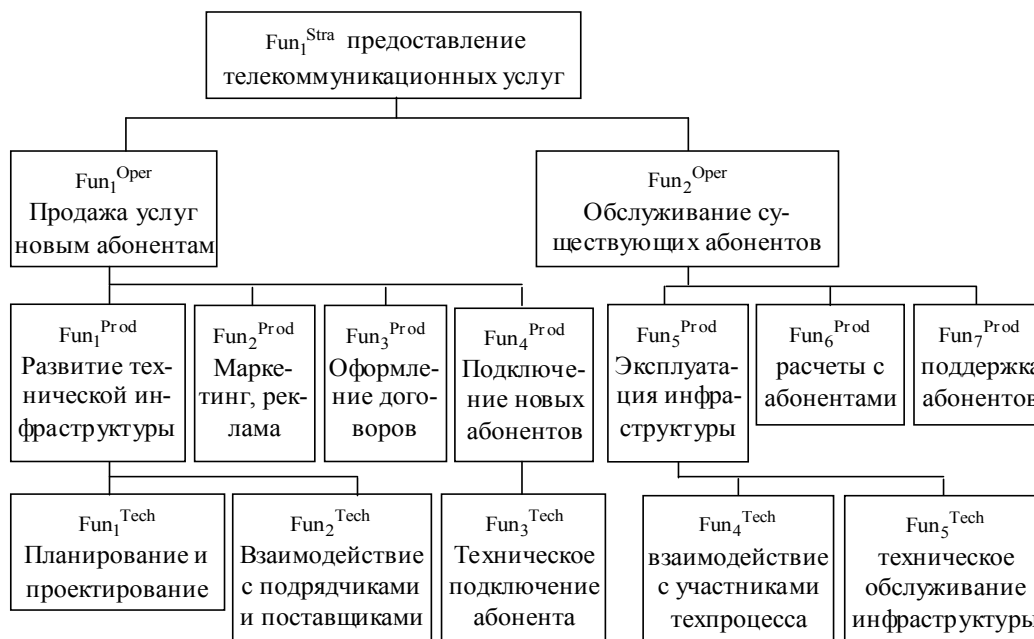 Fun₁ᔆᵗʳᵃ предоставление
телекоммуникационных услуг
Fun₁ᴼᵖᵉʳ
Продажа услуг
новым абонентам
Fun₂ᴼᵖᵉʳ
Обслуживание су-
ществующих абонентов
Fun₁ᴾʳᵒᵈ
Развитие тех-
нической ин-
фраструктуры
Fun₂ᴾʳᵒᵈ
Марке-
тинг, рек-
лама
Fun₃ᴾʳᵒᵈ
Оформле-
ние дого-
воров
Fun₄ᴾʳᵒᵈ
Подключе-
ние новых
абонентов
Fun₅ᴾʳᵒᵈ
Эксплуата-
ция инфра-
структуры
Fun₆ᴾʳᵒᵈ
расчеты с
абонентами
Fun₇ᴾʳᵒᵈ
поддержка
абонентов
Fun₁ᵀᵉᶜʰ
Планирование и
проектирование
Fun₂ᵀᵉᶜʰ
Взаимодействие
с подрядчиками
и поставщиками
Fun₃ᵀᵉᶜʰ
Техническое
подключение
абонента
Fun₄ᵀᵉᶜʰ
взаимодействие
с участниками
техпроцесса
Fun₅ᵀᵉᶜʰ
техническое
обслуживание
инфраструктуры